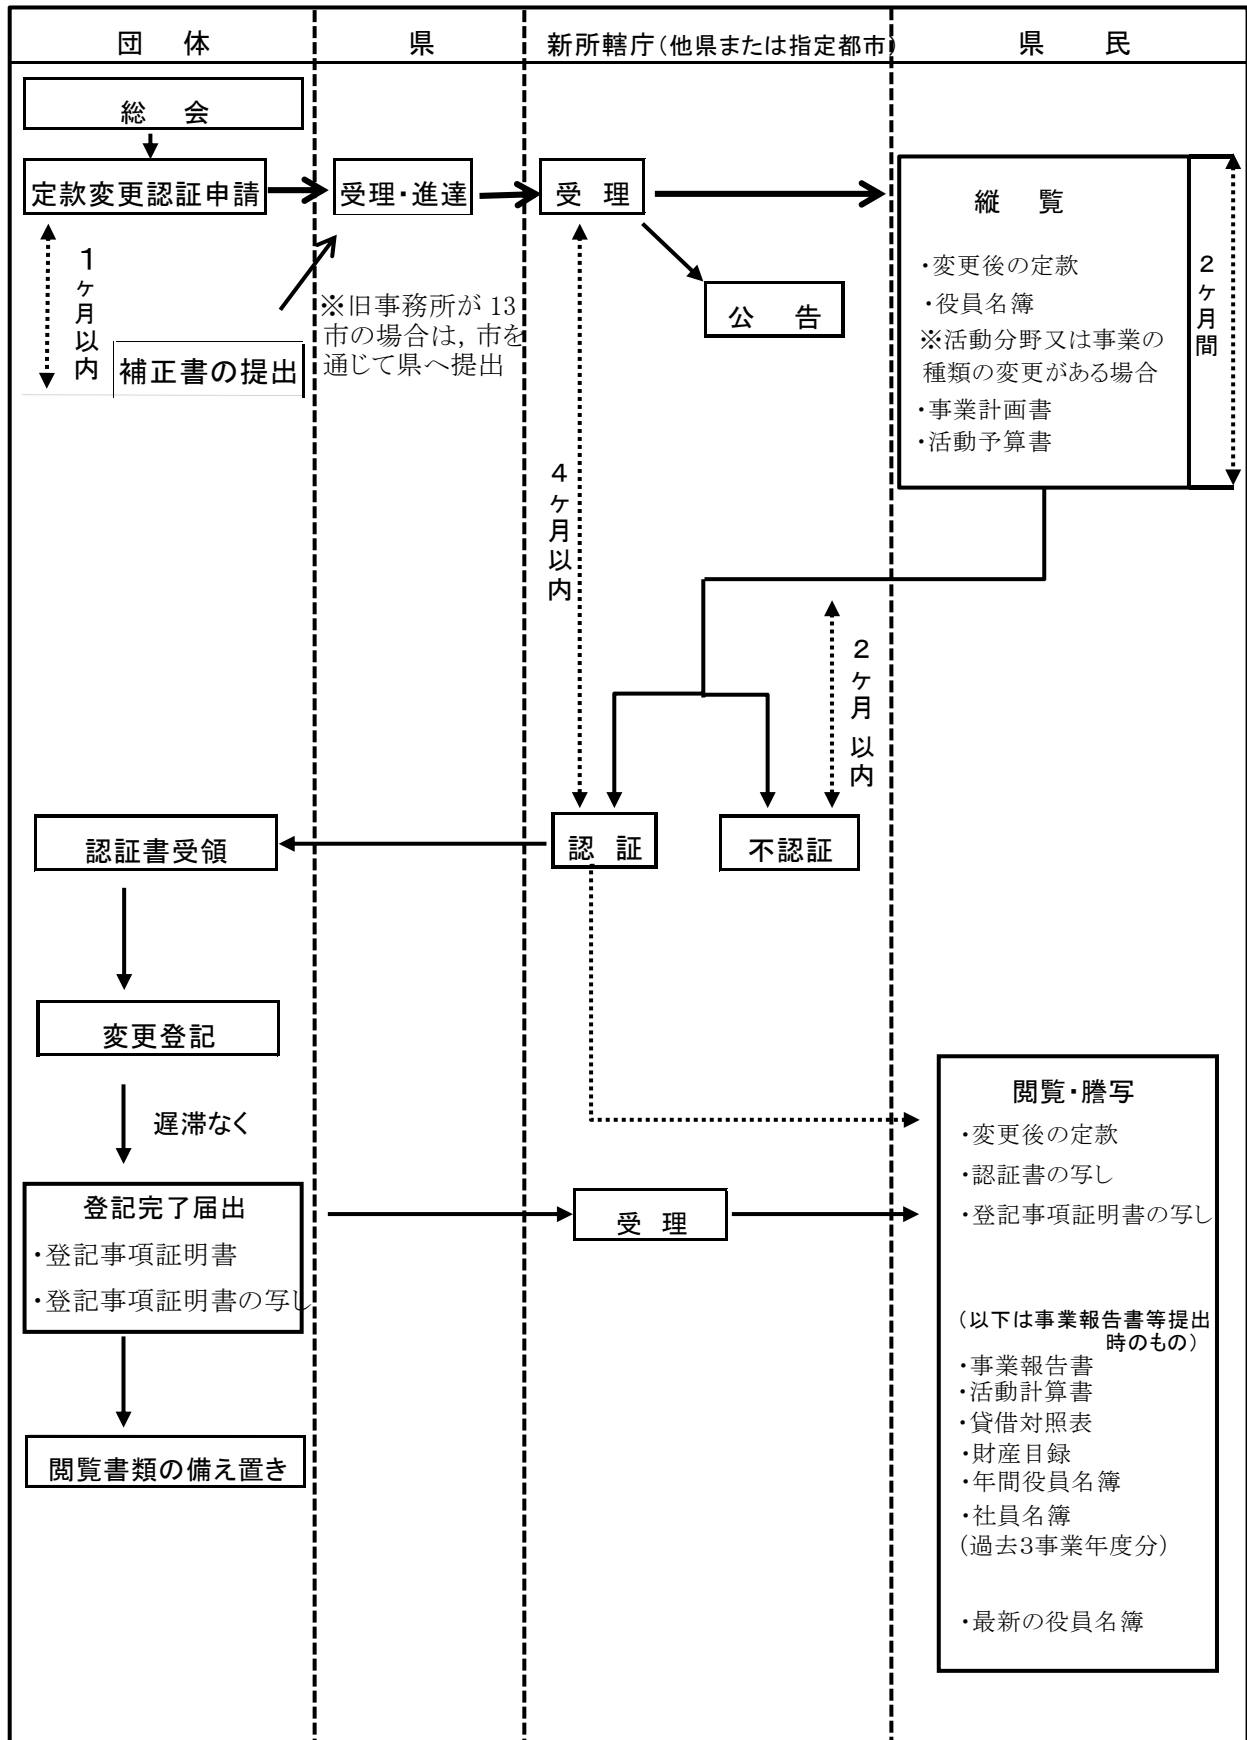 団　体
県
新所轄庁（他県または指定都市）
県　民
総　会
定款変更認証申請
受理・進達
受　理
縦　覧
・変更後の定款
・役員名簿
※活動分野又は事業の
種類の変更がある場合
・事業計画書
・活動予算書
２ヶ月間
１ヶ月以内
補正書の提出
※旧事務所が 13
市の場合は，市を
通じて県へ提出
公　告
４ヶ月以内
２ヶ月以内
認証書受領
認　証
不認証
変更登記
遅滞なく
登記完了届出
・登記事項証明書
・登記事項証明書の写し
受　理
閲覧・謄写
・変更後の定款
・認証書の写し
・登記事項証明書の写し
（以下は事業報告書等提出
時のもの）
・事業報告書
・活動計算書
・貸借対照表
・財産目録
・年間役員名簿
・社員名簿
（過去３事業年度分）
・最新の役員名簿
閲覧書類の備え置き